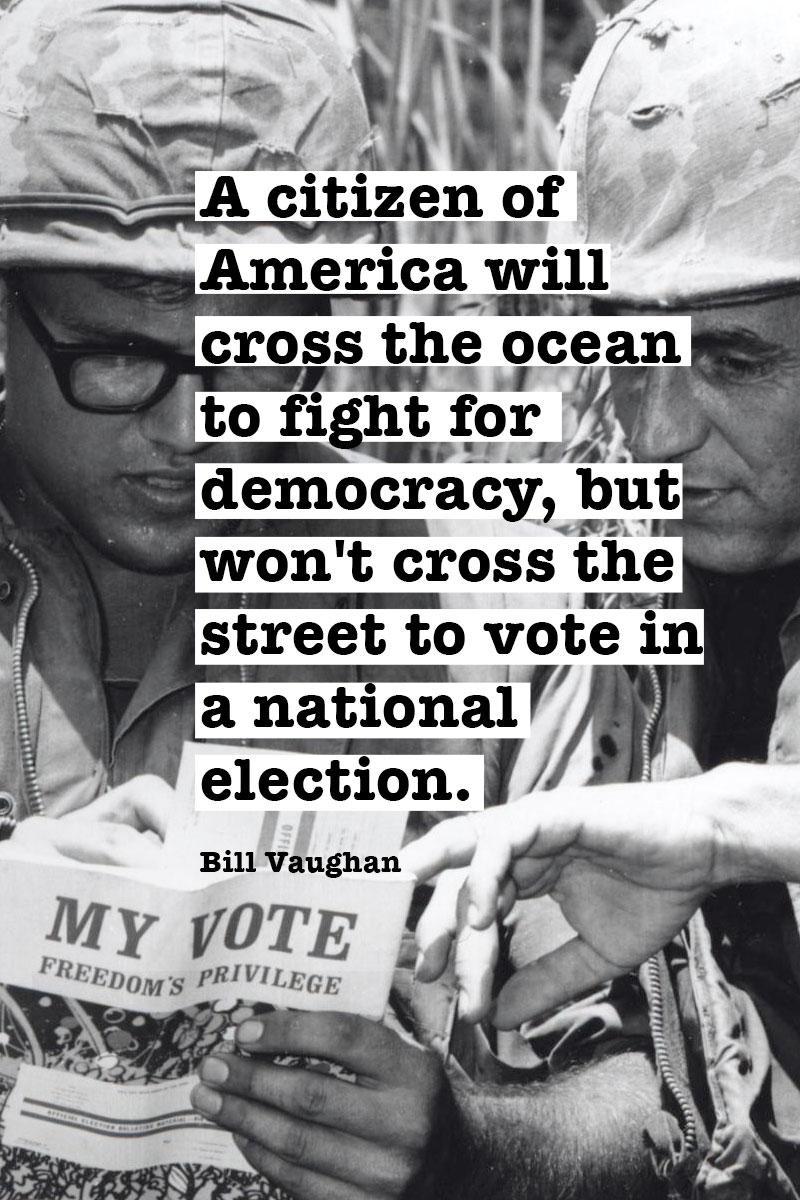 A citizen of
America will
cross the ocean
to fight for
democracy, but
won't cross the
street to vote in
a national
election.
Bill Vaughan
MY VOTE
FREEDOM'S PRIVILEGE